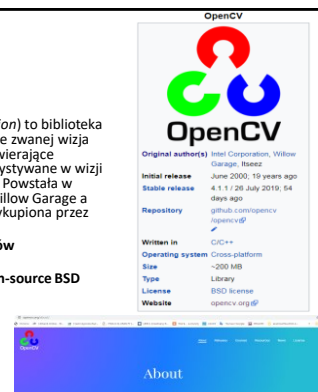 OpenCV
ion) to biblioteka
e zwanej wizja
wierające
ystywane w wizji
Powstała w
illow Garage a
ykupiona przez
ów
n-source BSD
OpenCV
Original author(s) Intel Corporation, Willow
Garage, Itseez
Initial release June 2000; 19 years ago
Stable release 4.1.1 / 26 July 2019; 54
days ago
Repository github.com/opencv
/opencv
Written in C/C++
Operating system Cross-platform
Size ~200 MB
Type Library
License BSD license
Website opencv.org
About